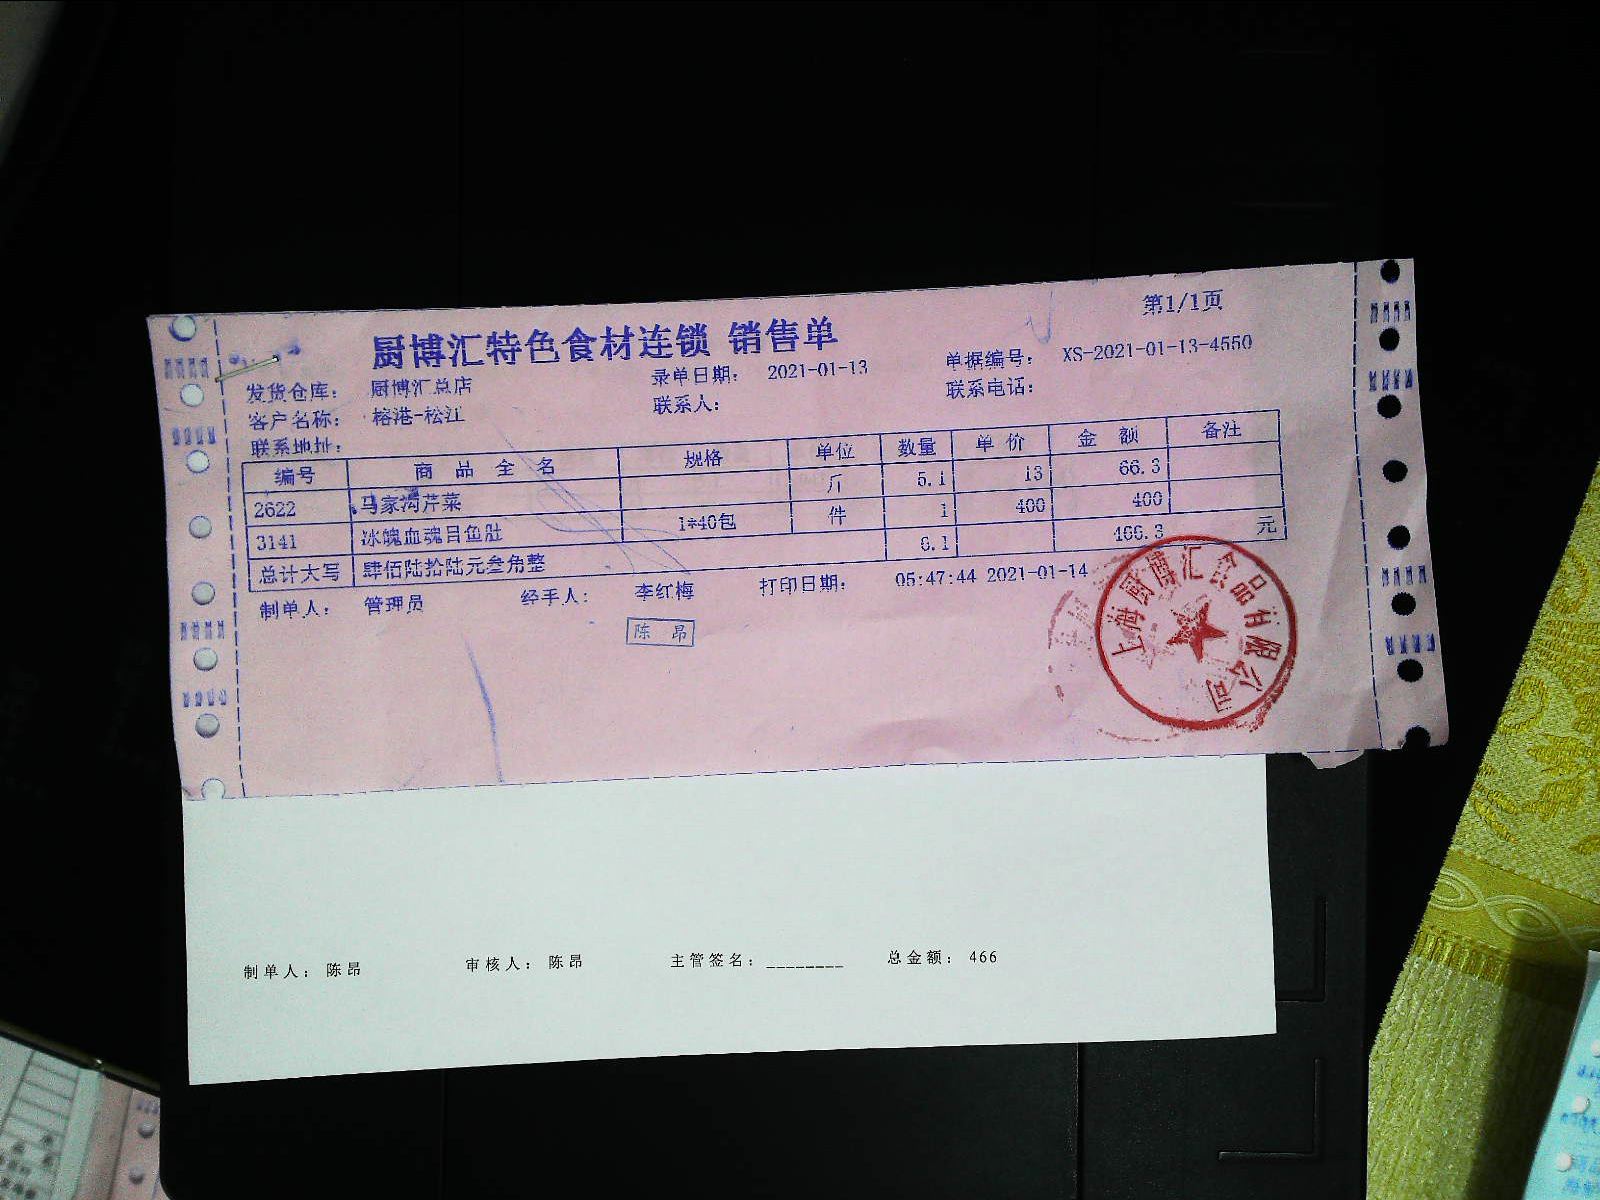 第1/1页
厨博汇特色食材连锁 销售单
发货仓库： 厨博汇总店 录单日期： 2021-01-13 单据编号： XS-2021-01-13-4550
客户名称： 榕港-松江 联系人： 联系电话：
联系地址：
编号 商品全名 规格 单位 数量 单价 金额 备注
2622 马家沟芹菜 斤 5.1 13 66.3
3141 冰魄血魂目鱼肚 1*40包 件 1 400 400
总计大写 肆佰陆拾陆元叁角整 6.1 466.3 元
制单人： 管理员 经手人： 李红梅 打印日期： 05:47:44 2021-01-14
陈 昂
上海厨博汇食品有限公司
制单人： 陈昂 审核人： 陈昂 主管签名：________ 总金额： 466